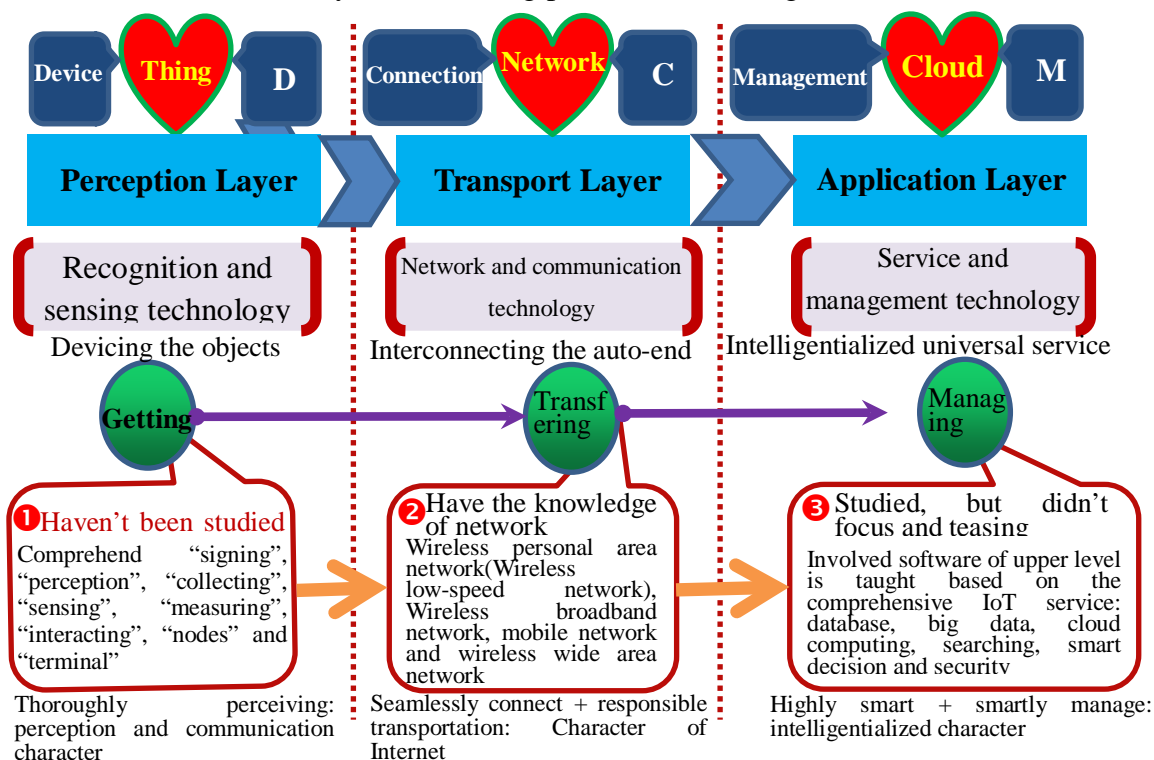 Device
Thing
D
Connection
Network
C
Management
Cloud
M
Perception Layer
Transport Layer
Application Layer
Recognition and
sensing technology
Network and communication
technology
Service and
management technology
Devicing the objects
Interconnecting the auto-end
Intelligentialized universal service
Getting
Transf
ering
Manag
ing
❶Haven’t been studied
Comprehend “signing”,
“perception”, “collecting”,
“sensing”, “measuring”,
“interacting”, “nodes” and
“terminal”
❷Have the knowledge
of network
Wireless personal area
network(Wireless
low-speed network),
Wireless broadband
network, mobile network
and wireless wide area
network
❸ Studied, but didn’t
focus and teasing
Involved software of upper level
is taught based on the
comprehensive IoT service:
database, big data, cloud
computing, searching, smart
decision and security
Thoroughly perceiving:
perception and communication
character
Seamlessly connect + responsible
transportation: Character of
Internet
Highly smart + smartly manage:
intelligentialized character